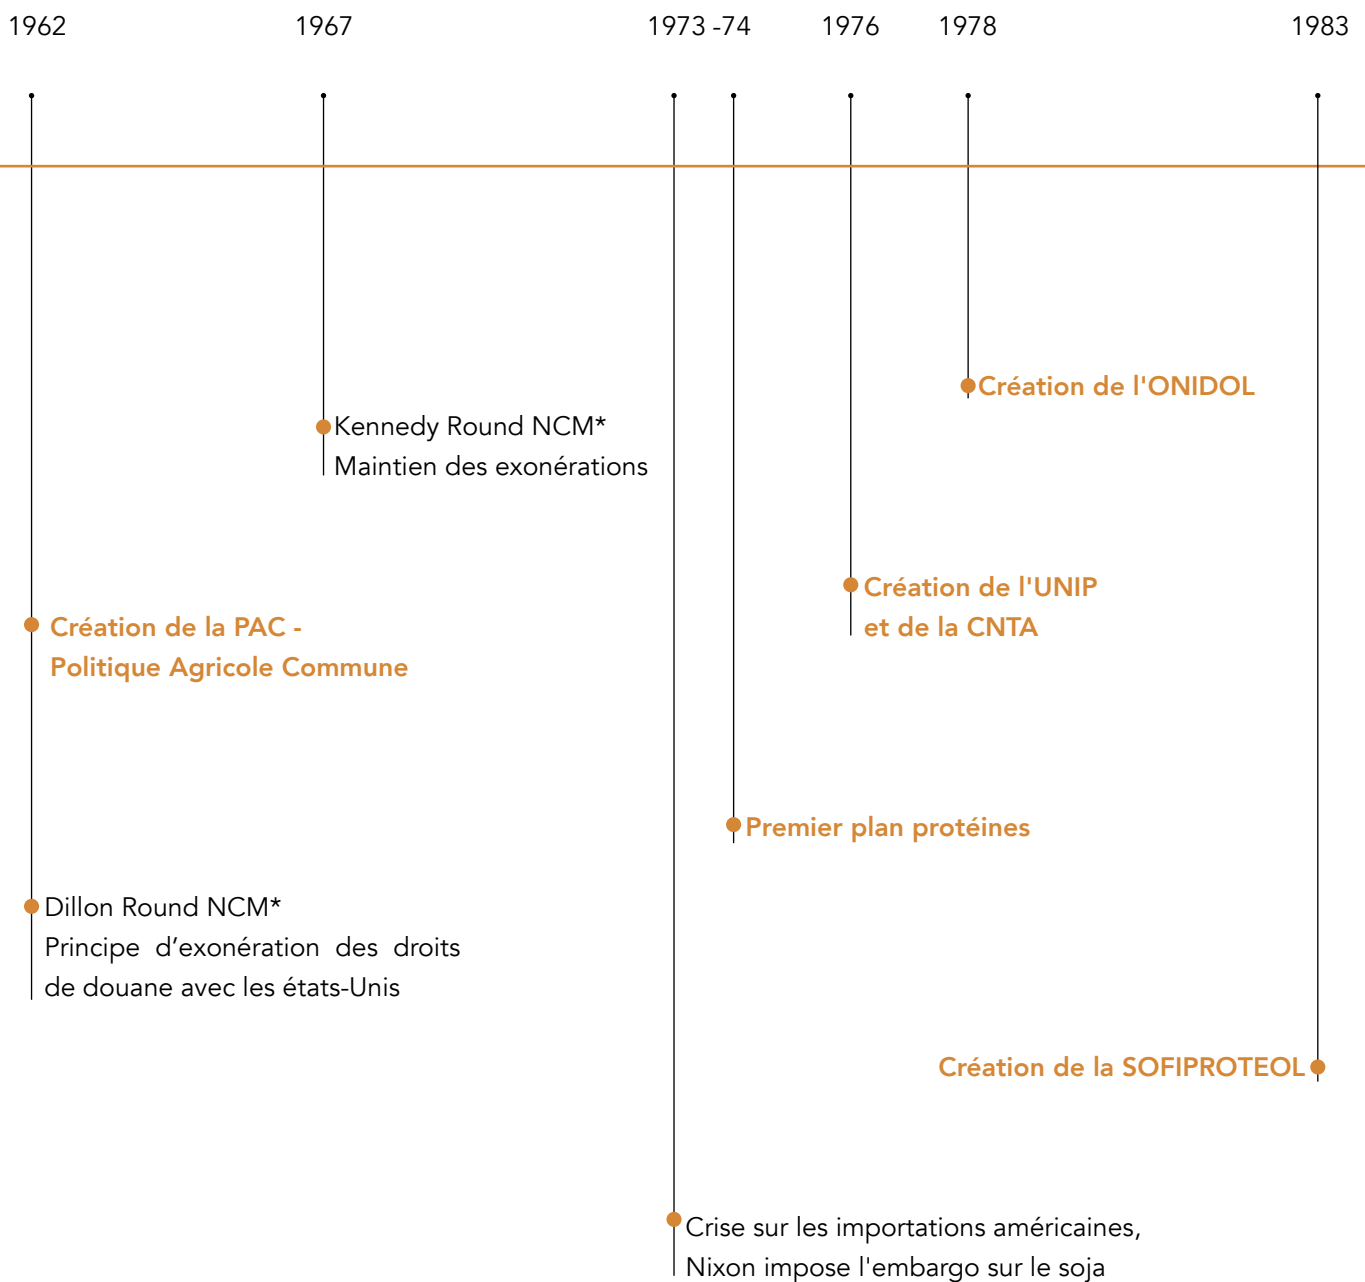 1962
1967
1973 -74
1976
1978
1983
Création de l'ONIDOL
Kennedy Round NCM*
Maintien des exonérations
Création de l'UNIP
et de la CNTA
Création de la PAC -
Politique Agricole Commune
Premier plan protéines
Dillon Round NCM*
Principe d’exonération des droits
de douane avec les états-Unis
Création de la SOFIPROTEOL
Crise sur les importations américaines,
Nixon impose l'embargo sur le soja